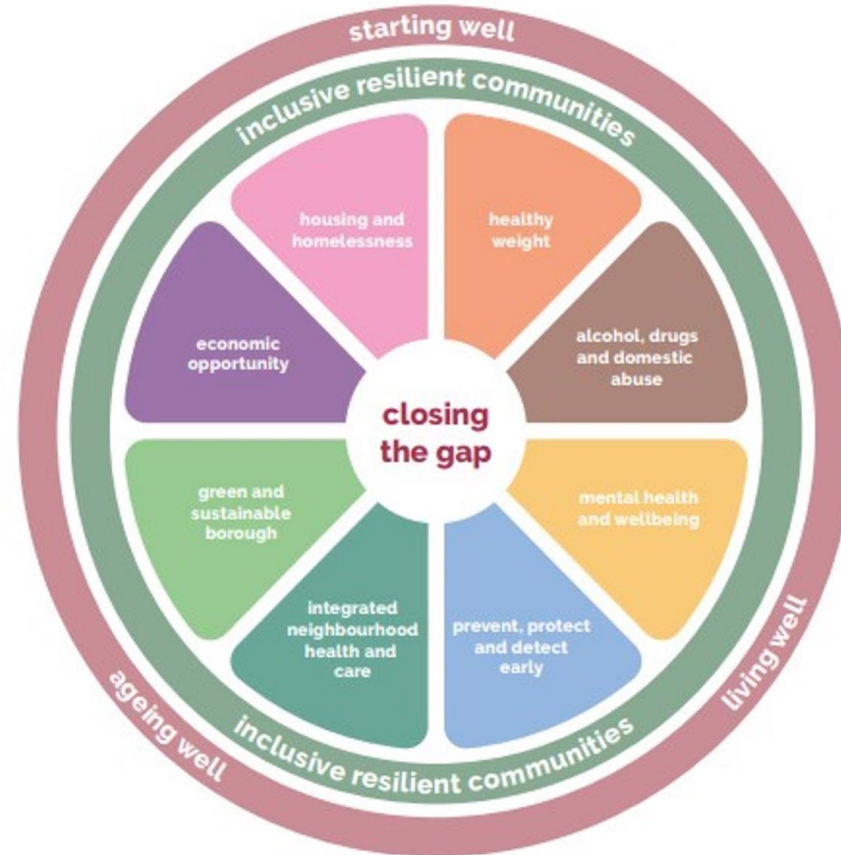 starting well
inclusive resilient communities
housing and
homelessness
healthy
weight
economic
opportunity
alcohol, drugs
and domestic
abuse
closing
the gap
green and
sustainable
borough
mental health
and wellbeing
integrated
neighbourhood
health and
care
prevent, protect
and detect
early
ageing well
living well
inclusive resilient communities